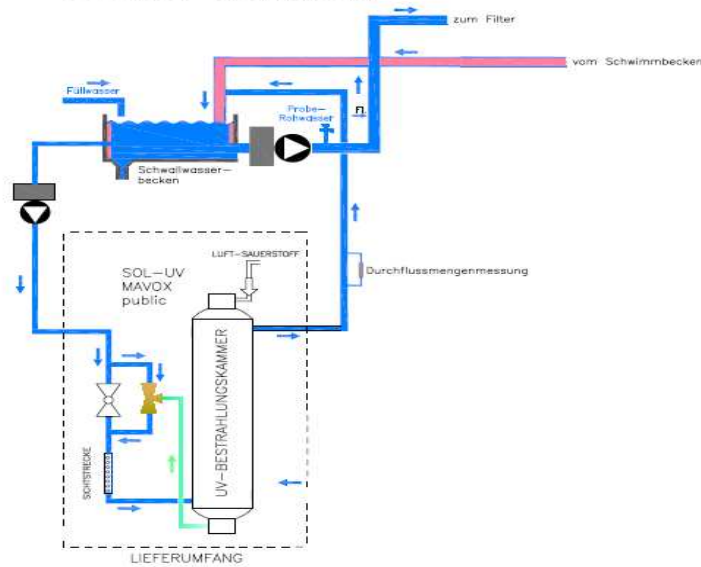 zum Filter
vom Schwimmbecken
Füllwasser
Probe-
Rohwasser
FI
Schwallwasser-
becken
LUFT-SAUERSTOFF
SOL-UV
MAVOX
public
Durchflussmengenmessung
UV-BESTRAHLUNGSKAMMER
SICHTSTRECKE
LIEFERUMFANG